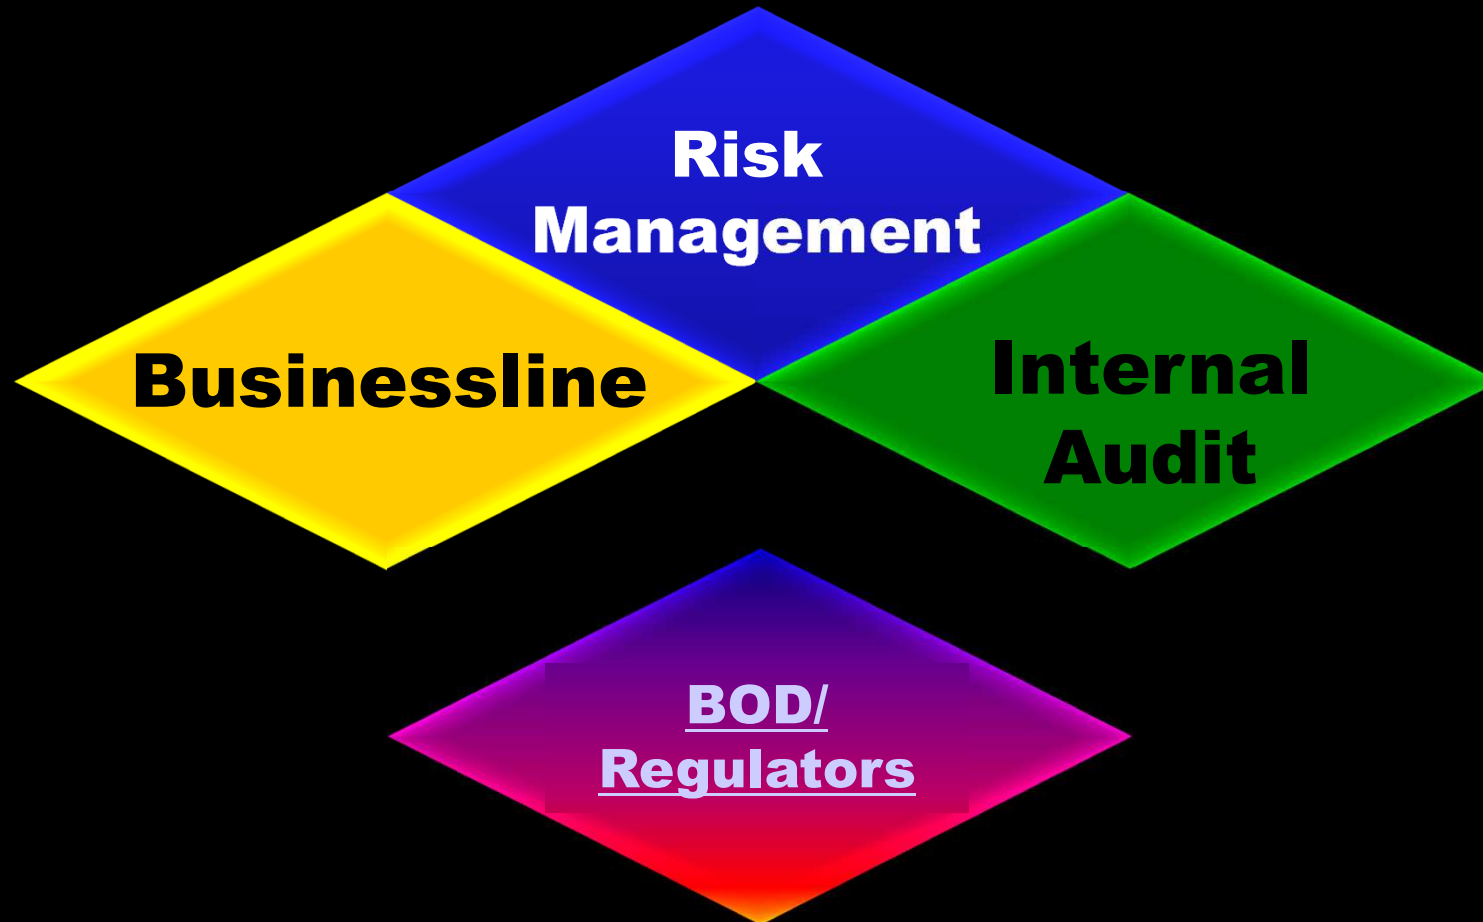 Risk
Management
Businessline
Internal
Audit
BOD/
Regulators